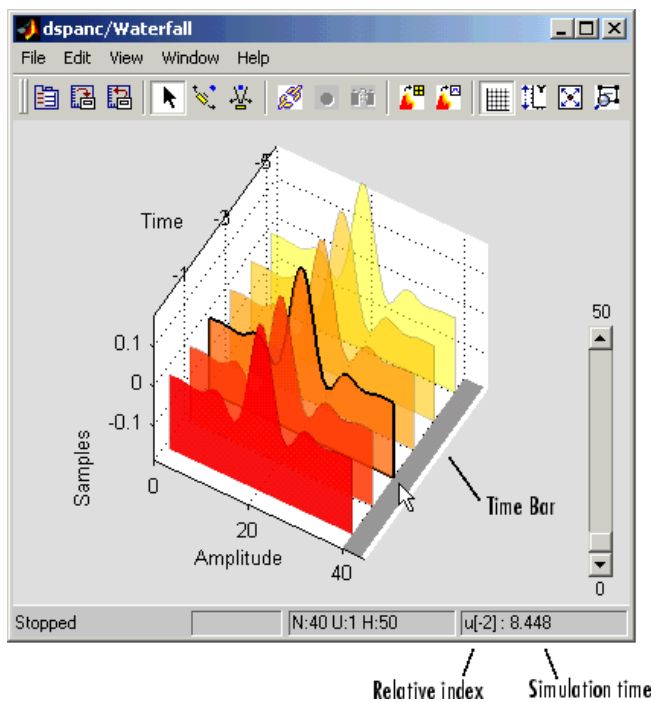 dspanc/Waterfall
File Edit View Window Help
-5
Time
-3
-1
50
0.1
0
-0.1
Samples
0
20
Amplitude
40
Time Bar
0
Stopped
N:40 U:1 H:50
u[-2] : 8.448
Relative index
Simulation time